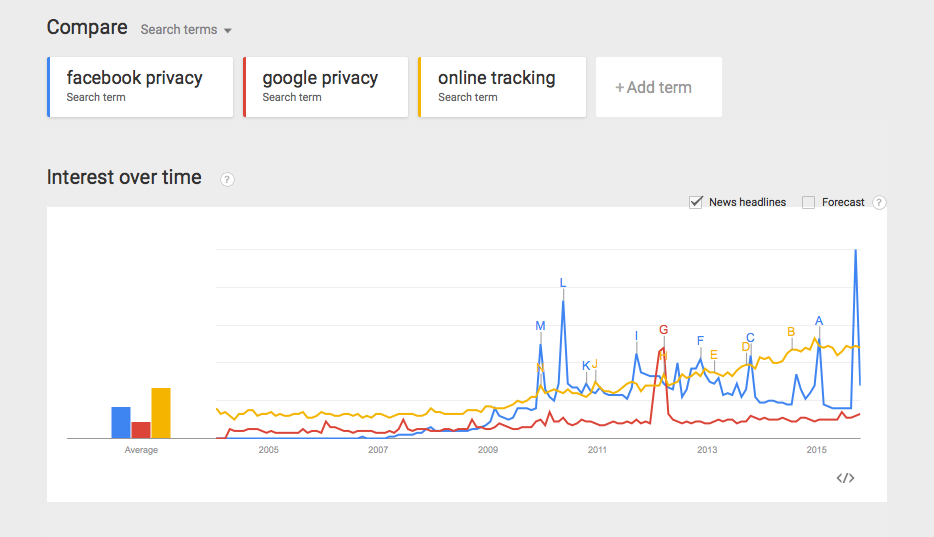 Compare Search terms
facebook privacy google privacy online tracking
Search term Search term Search term
+ Add term
Interest over time ?
News headlines Forecast ?
L
M
A
G
B
I
F
C
D
E
K
J
N
H
Average 2005 2007 2009 2011 2013 2015
</>